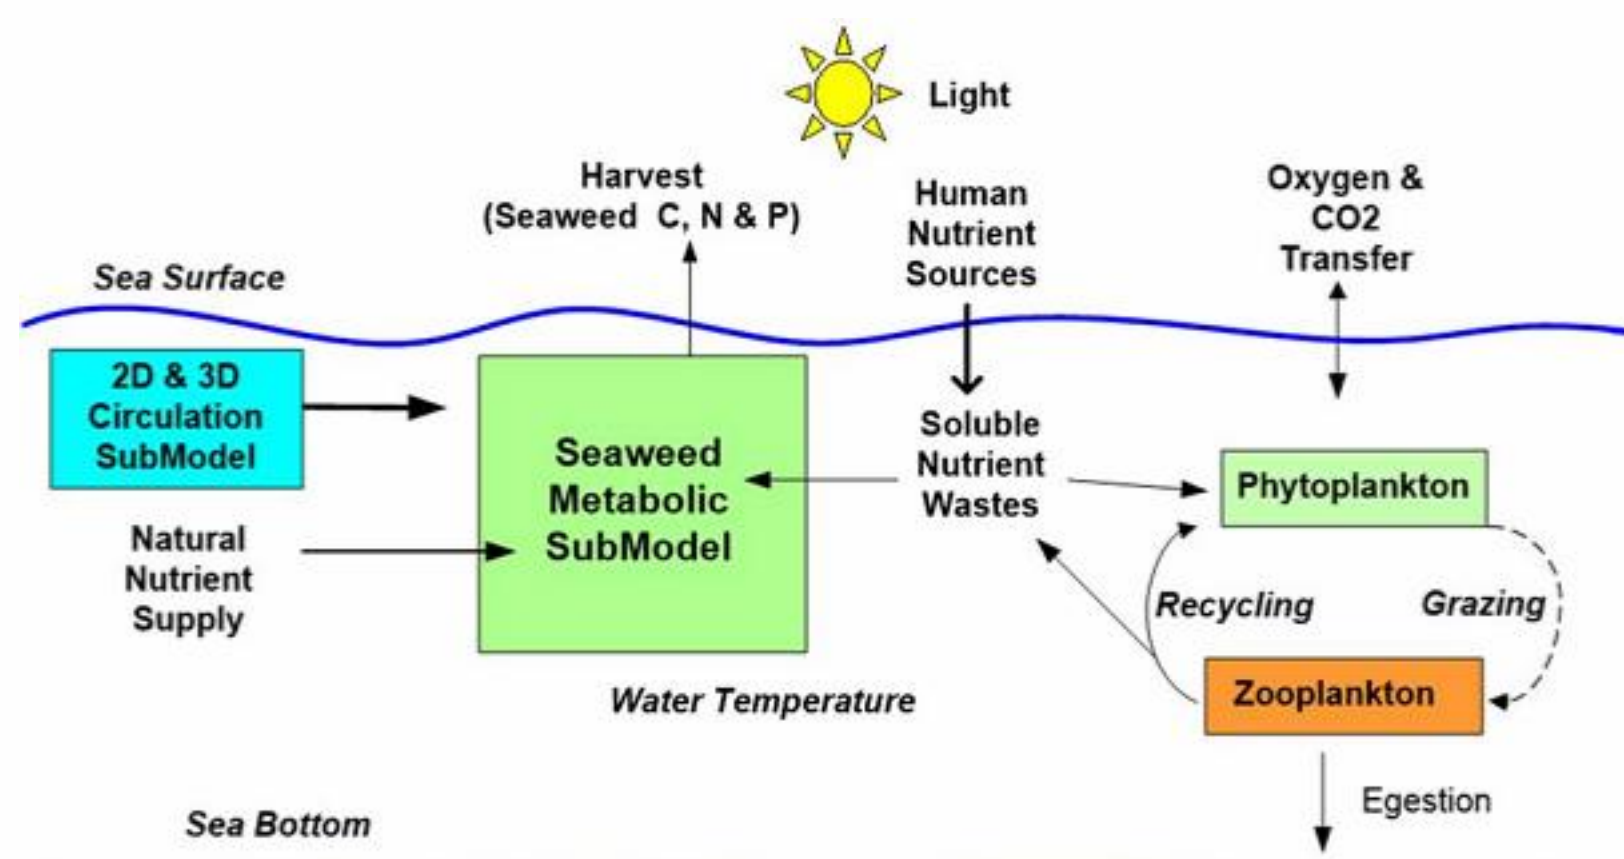 Light
Harvest
(Seaweed C, N & P)
Human
Nutrient
Sources
Oxygen &
CO2
Transfer
Sea Surface
2D & 3D
Circulation
SubModel
Seaweed
Metabolic
SubModel
Soluble
Nutrient
Wastes
Phytoplankton
Natural
Nutrient
Supply
Recycling
Grazing
Zooplankton
Water Temperature
Egestion
Sea Bottom